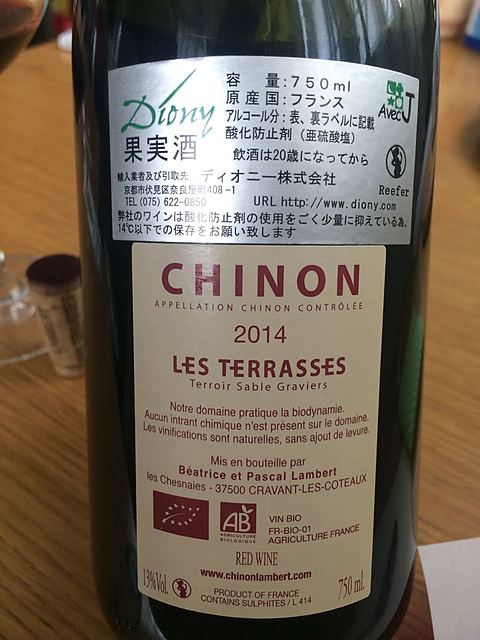 Diony
果実酒
容 量:750ml
原産国:フランス
アルコール分:表、裏ラベルに記載
酸化防止剤(亜硫酸塩)
飲酒は20歳になってから
Avec J
Reefer
輸入業者及び引取先 ディオニー株式会社
京都市伏見区奈良屋町408-1
TEL (075) 622-0850 URL http://www.diony.com
弊社のワインは酸化防止剤の使用をごく少量に抑えている為、
14℃以下での保存をお願い致します
CHINON
APPELLATION CHINON CONTRÔLÉE
2014
LES TERRASSES
Terroir Sable Graviers
Notre domaine pratique la biodynamie.
Aucun intrant chimique n'est présent sur le domaine.
Les vinifications sont naturelles, sans ajout de levure.
Mis en bouteille par
Béatrice et Pascal Lambert
les Chesnaies - 37500 CRAVANT-LES-COTEAUX
AB
AGRICULTURE
BIOLOGIQUE
VIN BIO
FR-BIO-01
AGRICULTURE FRANCE
RED WINE
www.chinonlambert.com
13%Vol.
750 ml.
PRODUCT OF FRANCE
CONTAINS SULPHITES / L 414